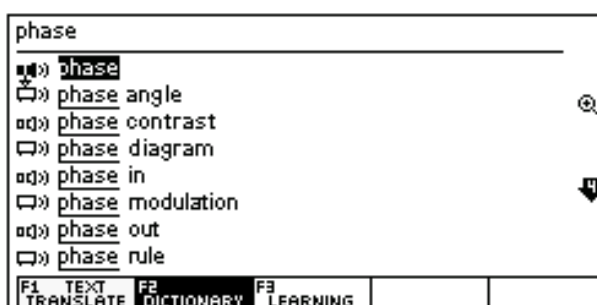 phase
phase
phase angle
phase contrast
phase diagram
phase in
phase modulation
phase out
phase rule
F1 TEXT TRANSLATE F2 DICTIONARY F3 LEARNING